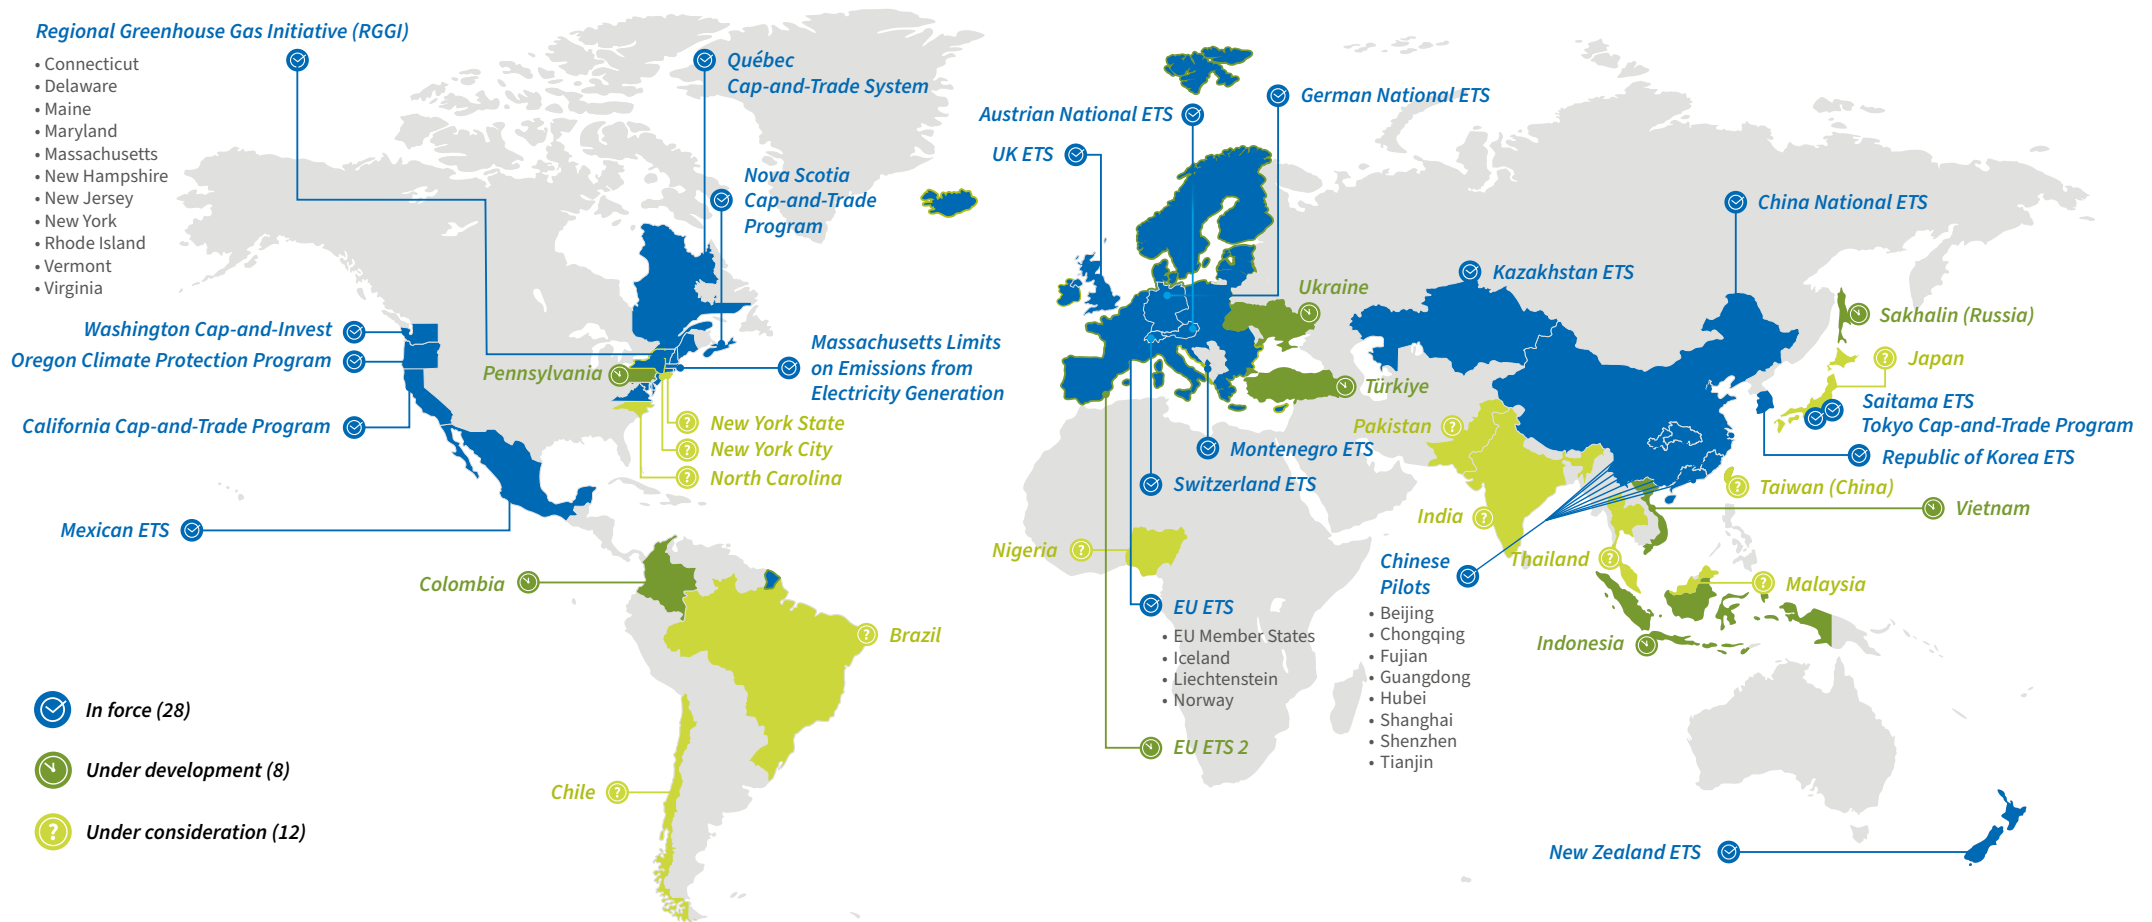 Regional Greenhouse Gas Initiative (RGGI)
• Connecticut
• Delaware
• Maine
• Maryland
• Massachusetts
• New Hampshire
• New Jersey
• New York
• Rhode Island
• Vermont
• Virginia
Washington Cap-and-Invest
Oregon Climate Protection Program
California Cap-and-Trade Program
Mexican ETS
Québec
Cap-and-Trade System
Nova Scotia
Cap-and-Trade
Program
Massachusetts Limits
on Emissions from
Electricity Generation
Pennsylvania
? New York State
? New York City
? North Carolina
Colombia
? Brazil
Chile ?
In force (28)
Under development (8)
? Under consideration (12)
Austrian National ETS
German National ETS
UK ETS
Ukraine
Türkiye
Montenegro ETS
Switzerland ETS
Nigeria ?
EU ETS
• EU Member States
• Iceland
• Liechtenstein
• Norway
EU ETS 2
Kazakhstan ETS
China National ETS
Sakhalin (Russia)
? Japan
Saitama ETS
Tokyo Cap-and-Trade Program
Republic of Korea ETS
Pakistan ?
India ?
? Taiwan (China)
Vietnam
Thailand ?
? Malaysia
Indonesia
Chinese
Pilots
• Beijing
• Chongqing
• Fujian
• Guangdong
• Hubei
• Shanghai
• Shenzhen
• Tianjin
New Zealand ETS